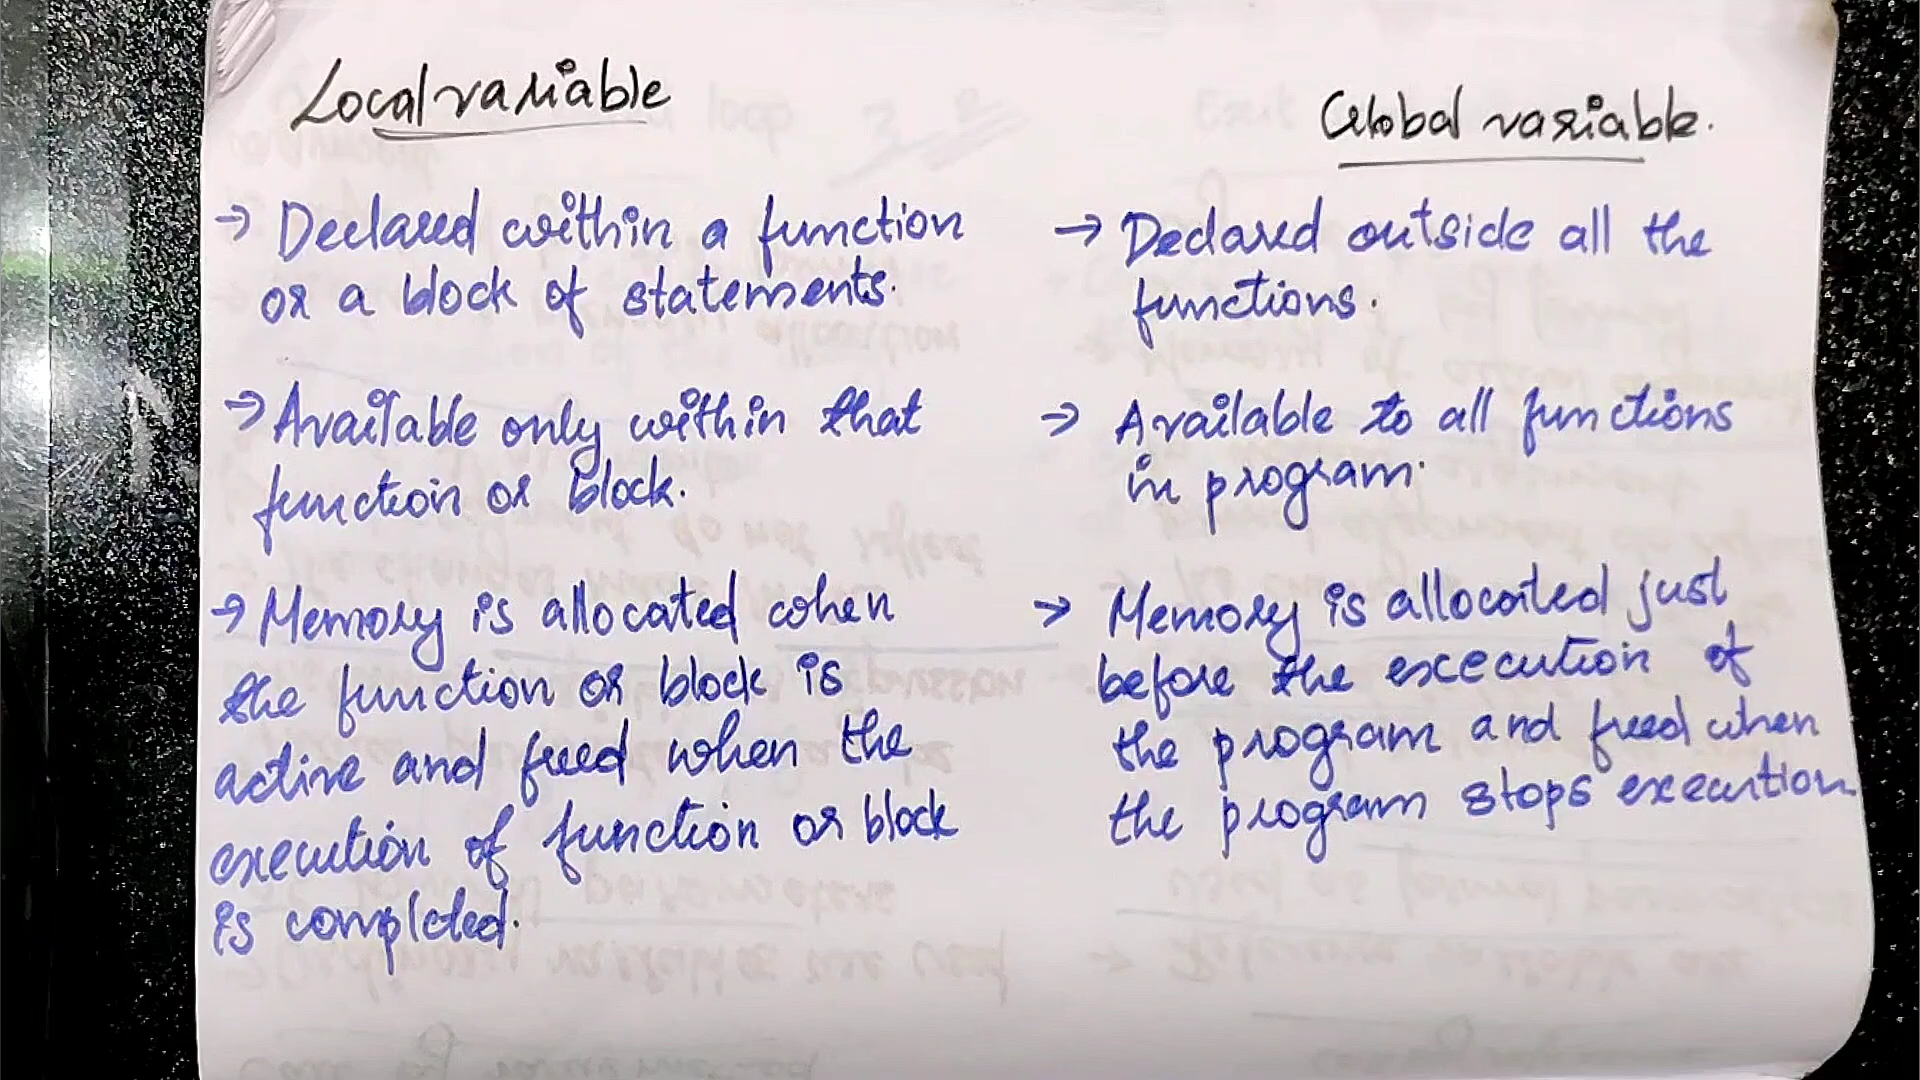 Local variable
→ Declared within a function
or a block of statements.
→ Available only within that
function or block.
→ Memory is allocated when
the function or block is
active and freed when the
execution of function or block
is completed.
Global variable.
→ Declared outside all the
functions.
→ Available to all functions
in program.
→ Memory is allocated just
before the execution of
the program and freed when
the program stops execution